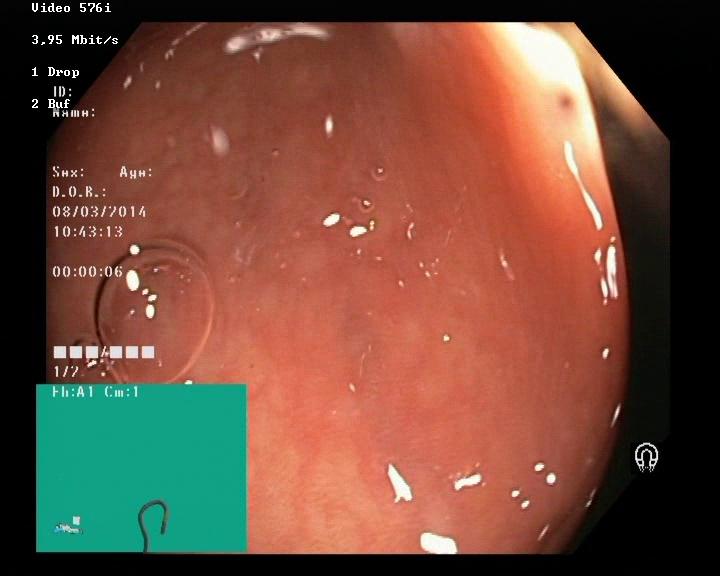 Video 576i
3,95 Mbit/s
1 Drop
ID:
2 Buf
Name:
Sex: Age:
D.O.B.:
08/03/2014
10:43:13
00:00:06
1/2
Eh:A1 Cm:1